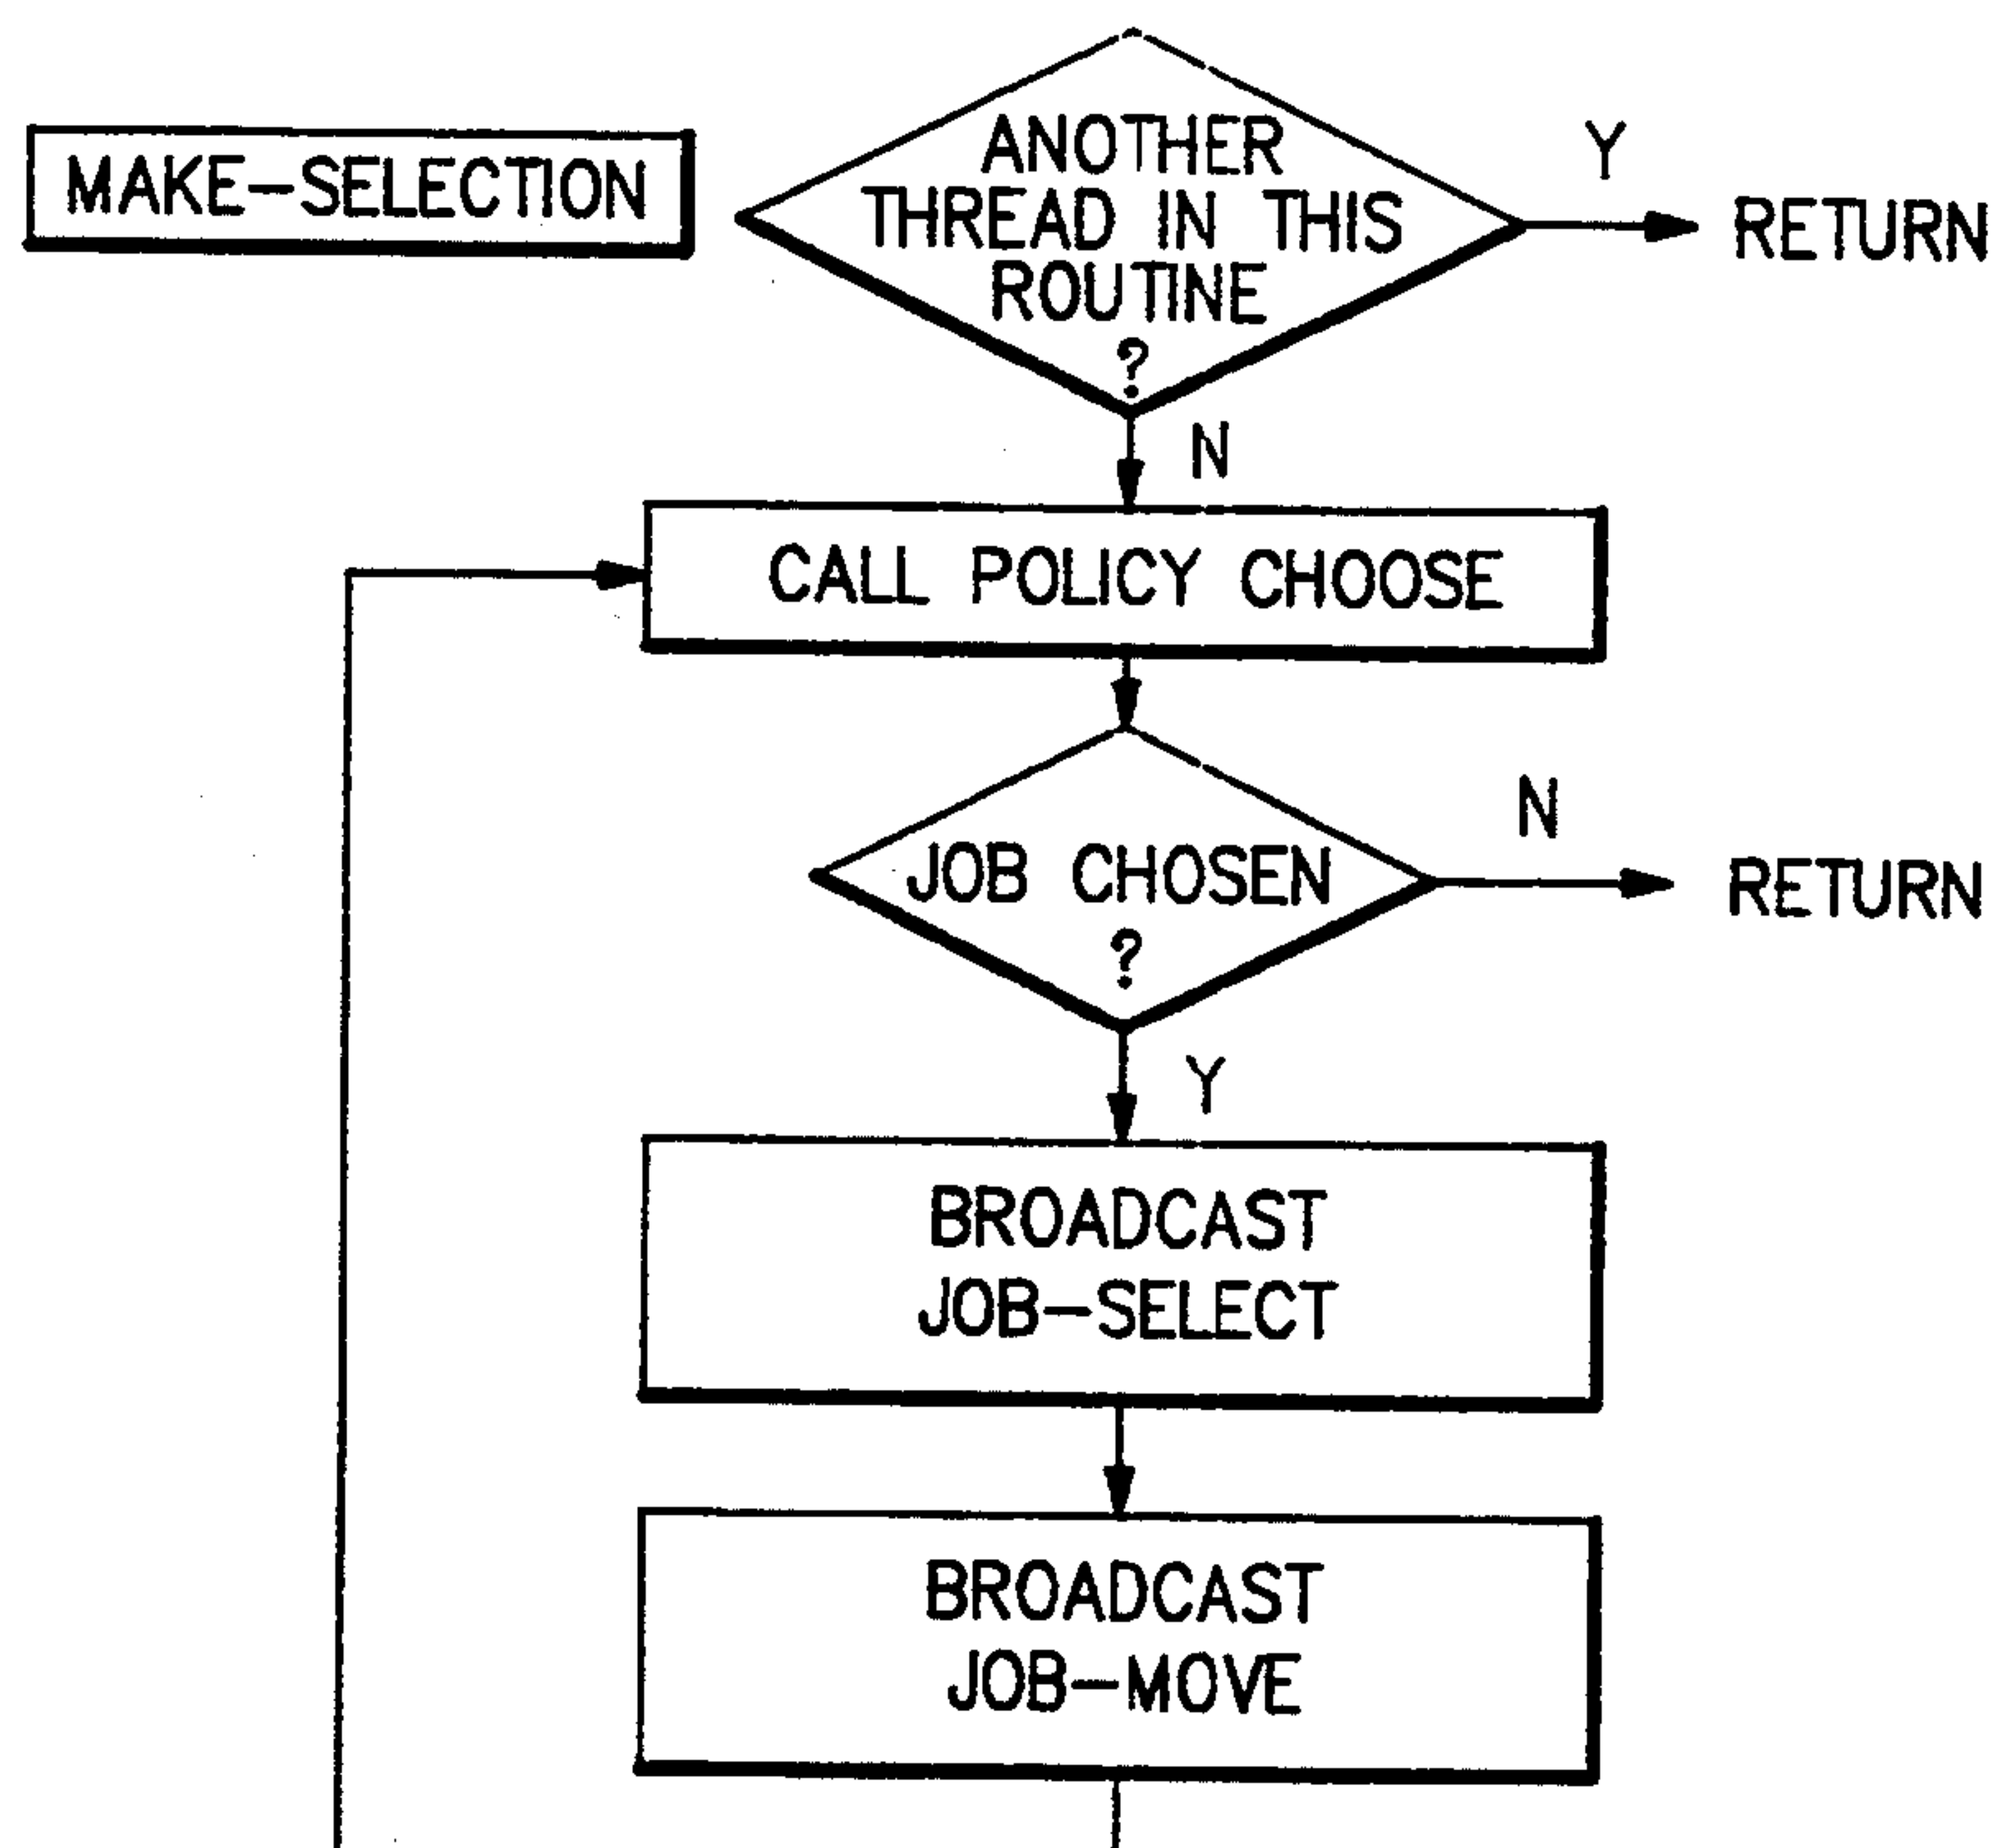 MAKE-SELECTION
ANOTHER
THREAD IN THIS
ROUTINE
?
Y
RETURN
N
CALL POLICY CHOOSE
JOB CHOSEN
?
N
RETURN
Y
BROADCAST
JOB-SELECT
BROADCAST
JOB-MOVE